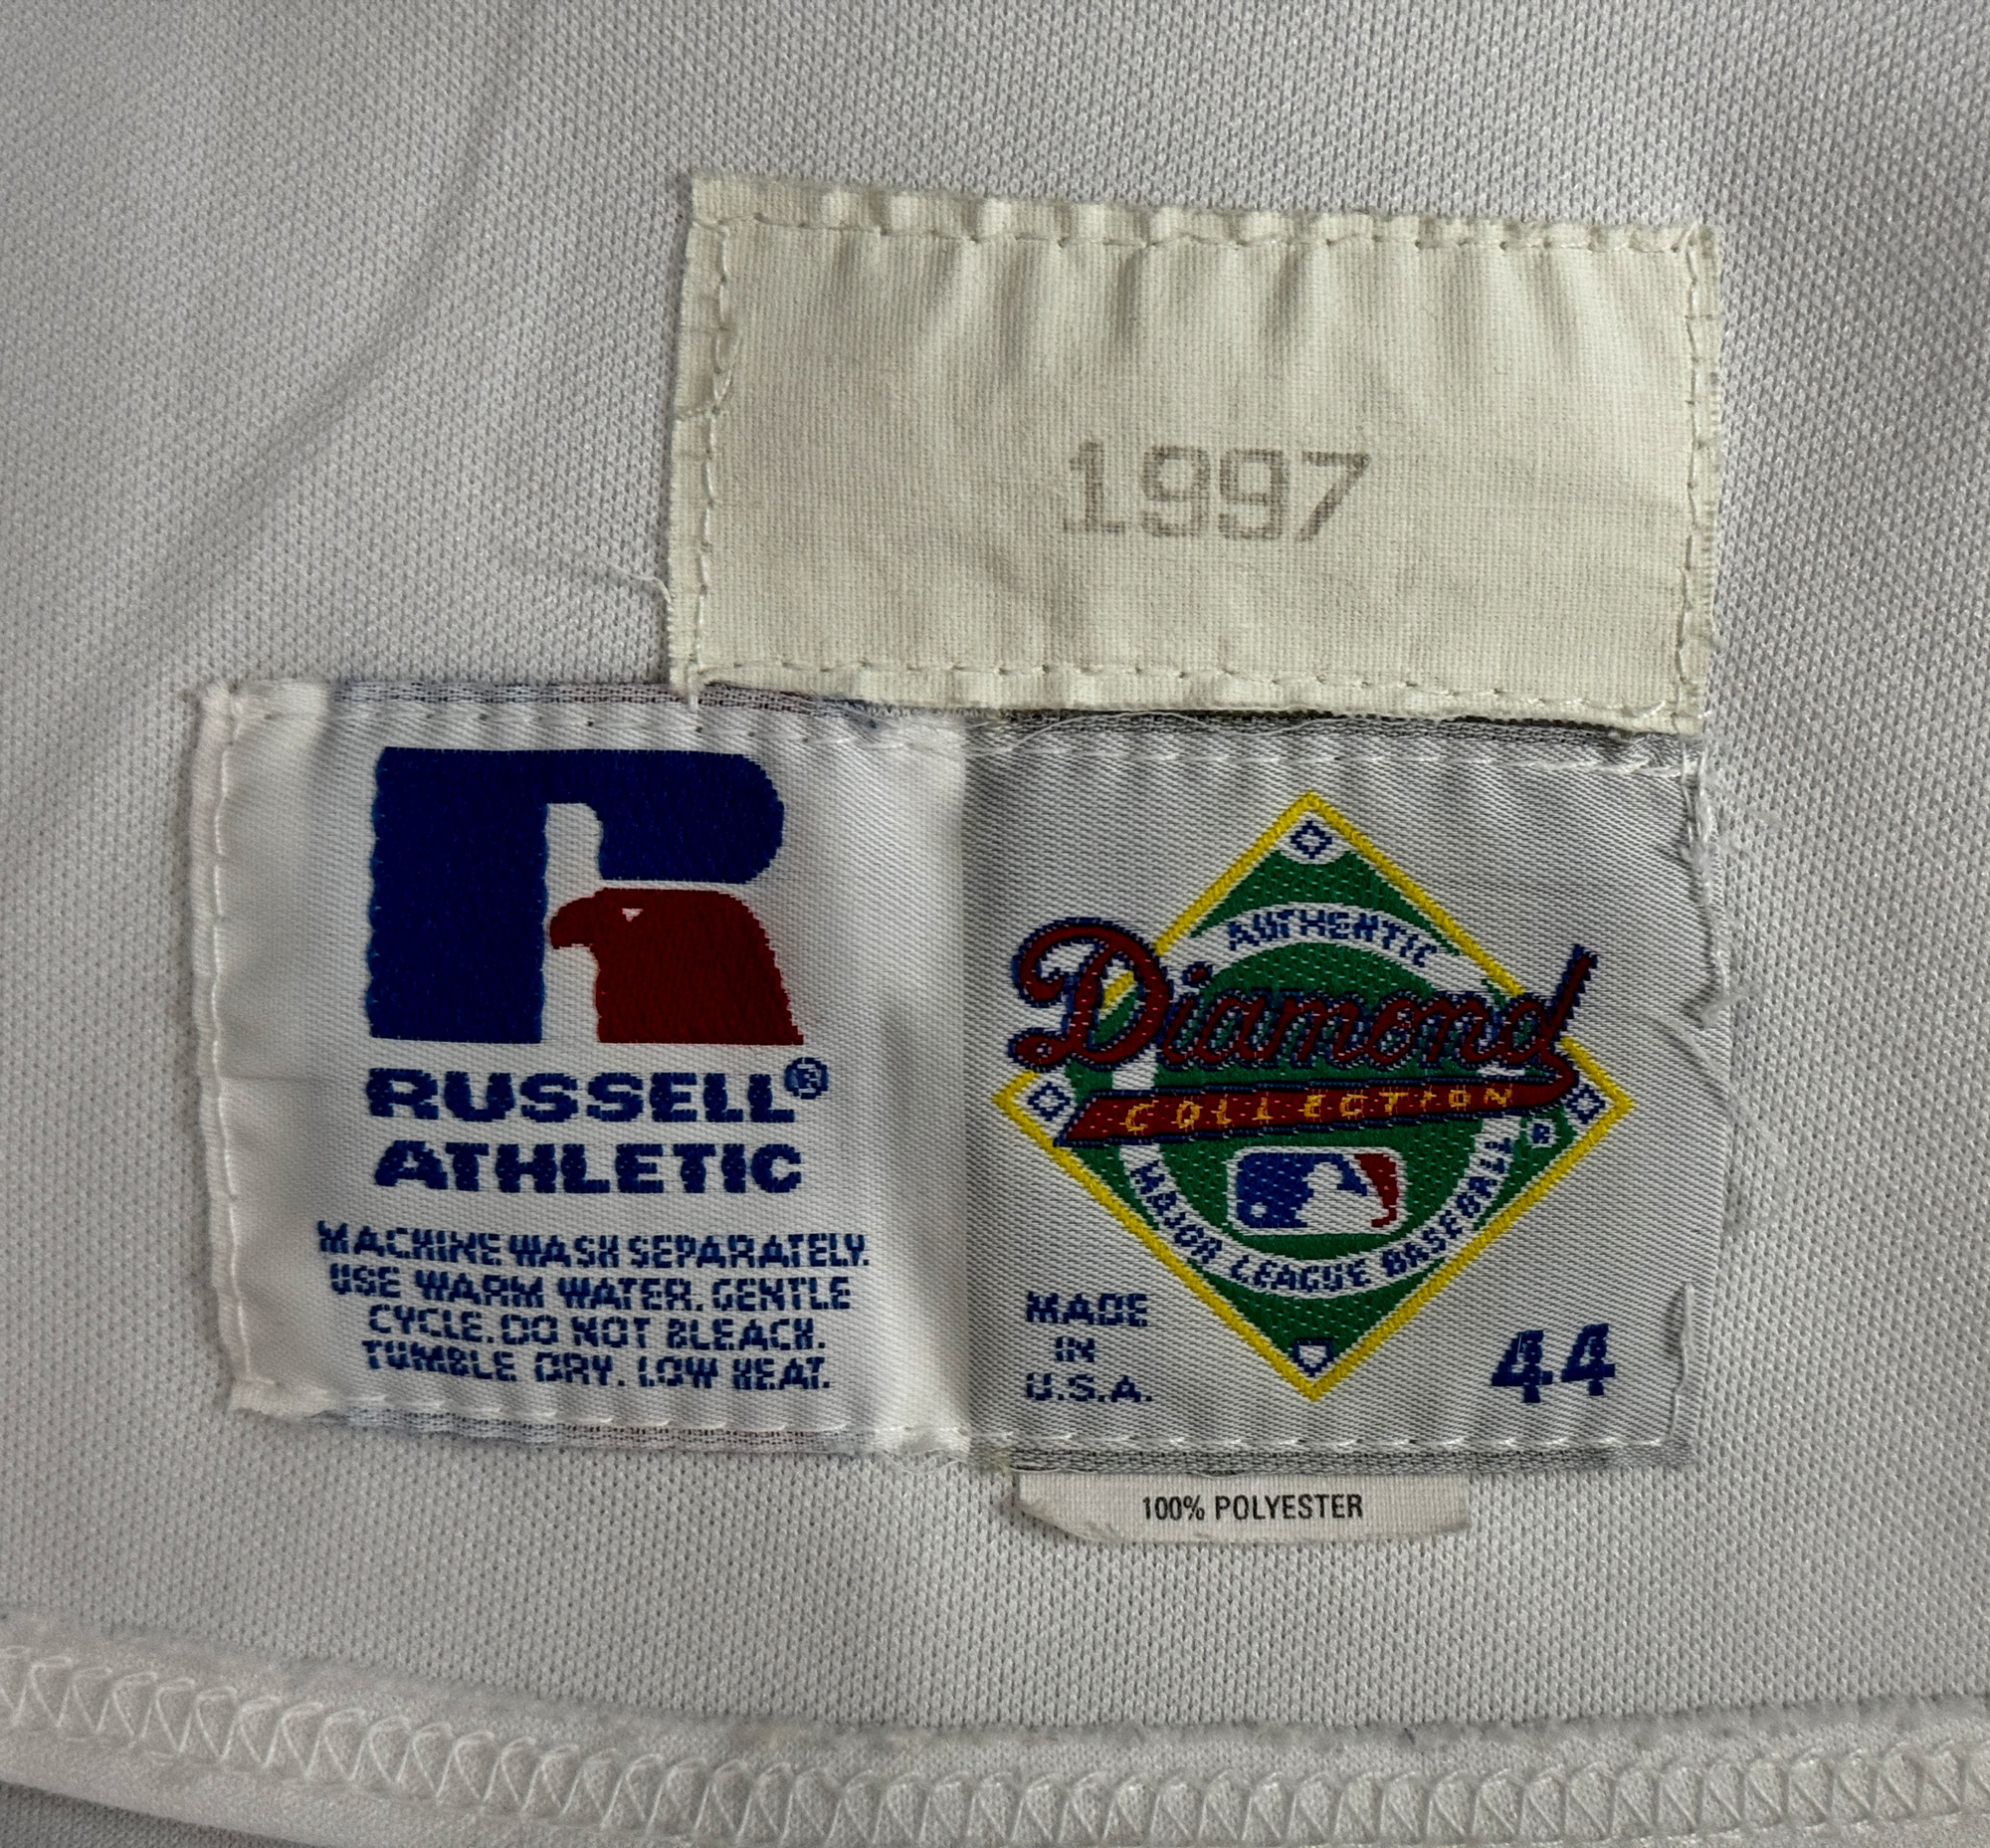 1997
RUSSELL®
ATHLETIC
MACHINE WASH SEPARATELY.
USE WARM WATER. GENTLE
CYCLE. DO NOT BLEACH.
TUMBLE DRY. LOW HEAT.
AUTHENTIC
Diamond
COLLECTION
®
MAJOR LEAGUE BASEBALL
MADE
IN
U.S.A.
44
100% POLYESTER